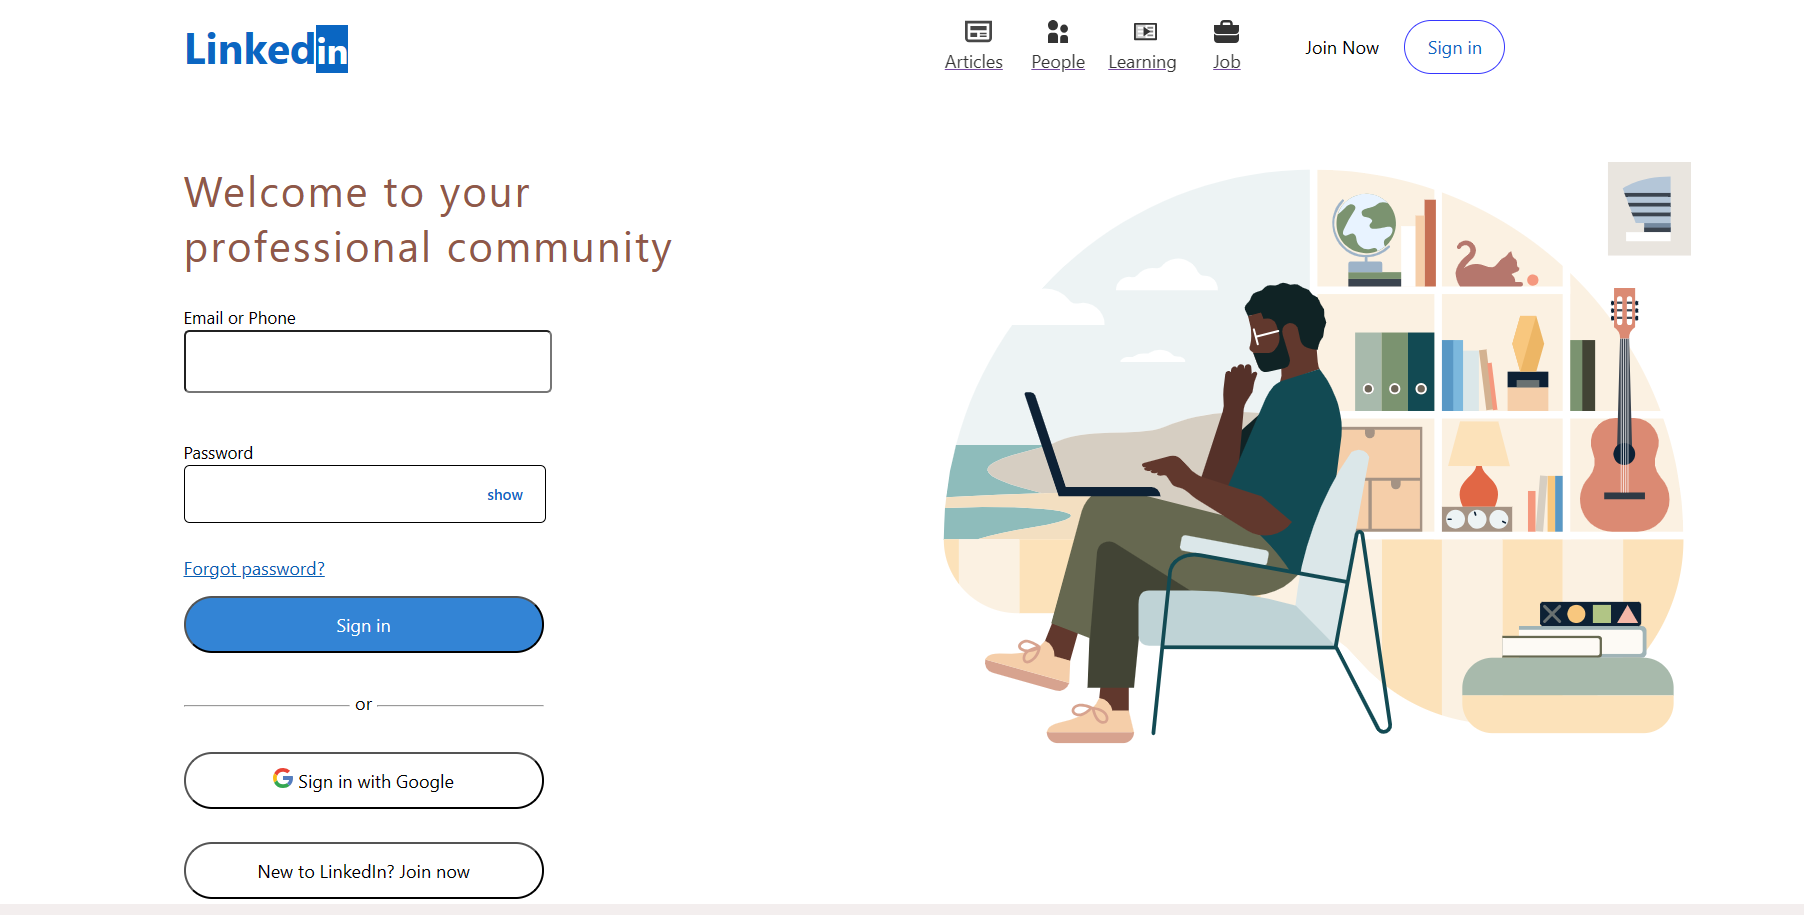 Linkedin
Articles People Learning Job Join Now Sign in
Welcome to your
professional community
Email or Phone
Password
show
Forgot password?
Sign in
or
Sign in with Google
New to LinkedIn? Join now